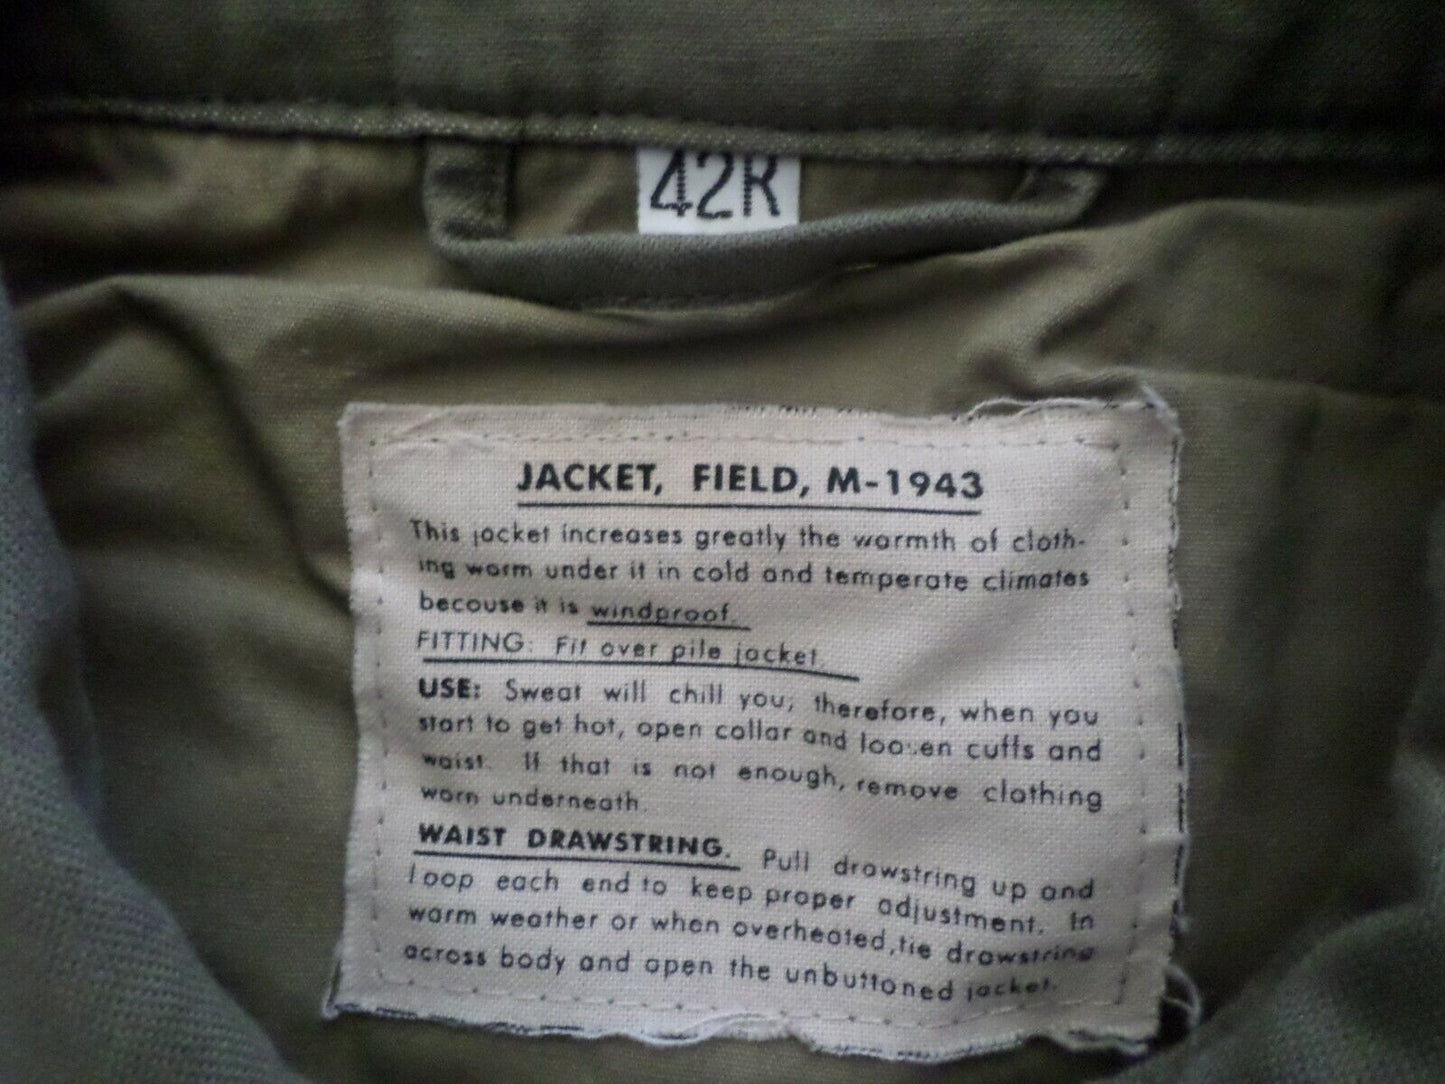 42R
JACKET, FIELD, M-1943
This jacket increases greatly the warmth of cloth-
ing worm under it in cold and temperate climates
becouse it is windproof.
FITTING: Fit over pile jacket.
USE: Sweat will chill you; therefore, when you
start to get hot, open collar and loosen cuffs and
waist. If that is not enough, remove clothing
worn underneath.
WAIST DRAWSTRING. Pull drawstring up and
loop each end to keep proper adjustment. In
warm weather or when overheated, tie drawstring
across body and open the unbuttoned jacket.